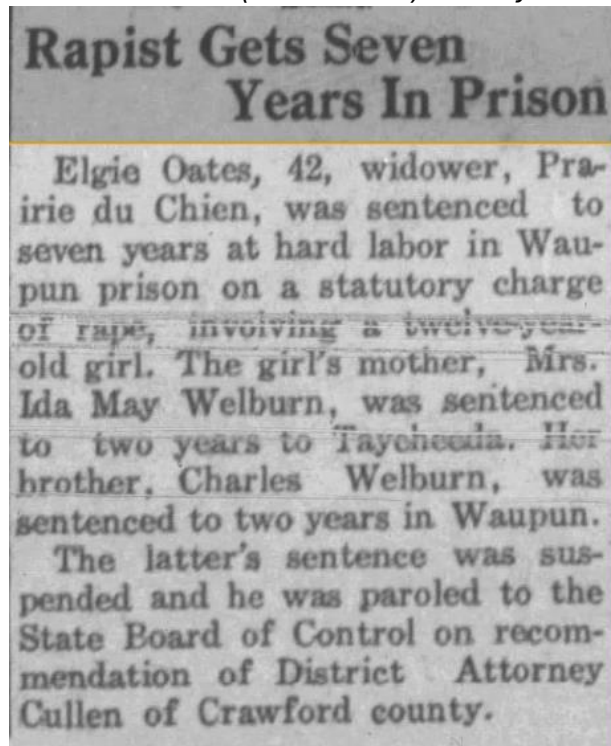 Rapist Gets Seven
Years In Prison
Elgie Oates, 42, widower, Pra-
irie du Chien, was sentenced to
seven years at hard labor in Wau-
pun prison on a statutory charge
of rape, involving a twelve-year-
old girl. The girl's mother, Mrs.
Ida May Welburn, was sentenced
to two years to Taycheeda. Her
brother, Charles Welburn, was
sentenced to two years in Waupun.
The latter's sentence was sus-
pended and he was paroled to the
State Board of Control on recom-
mendation of District Attorney
Cullen of Crawford county.